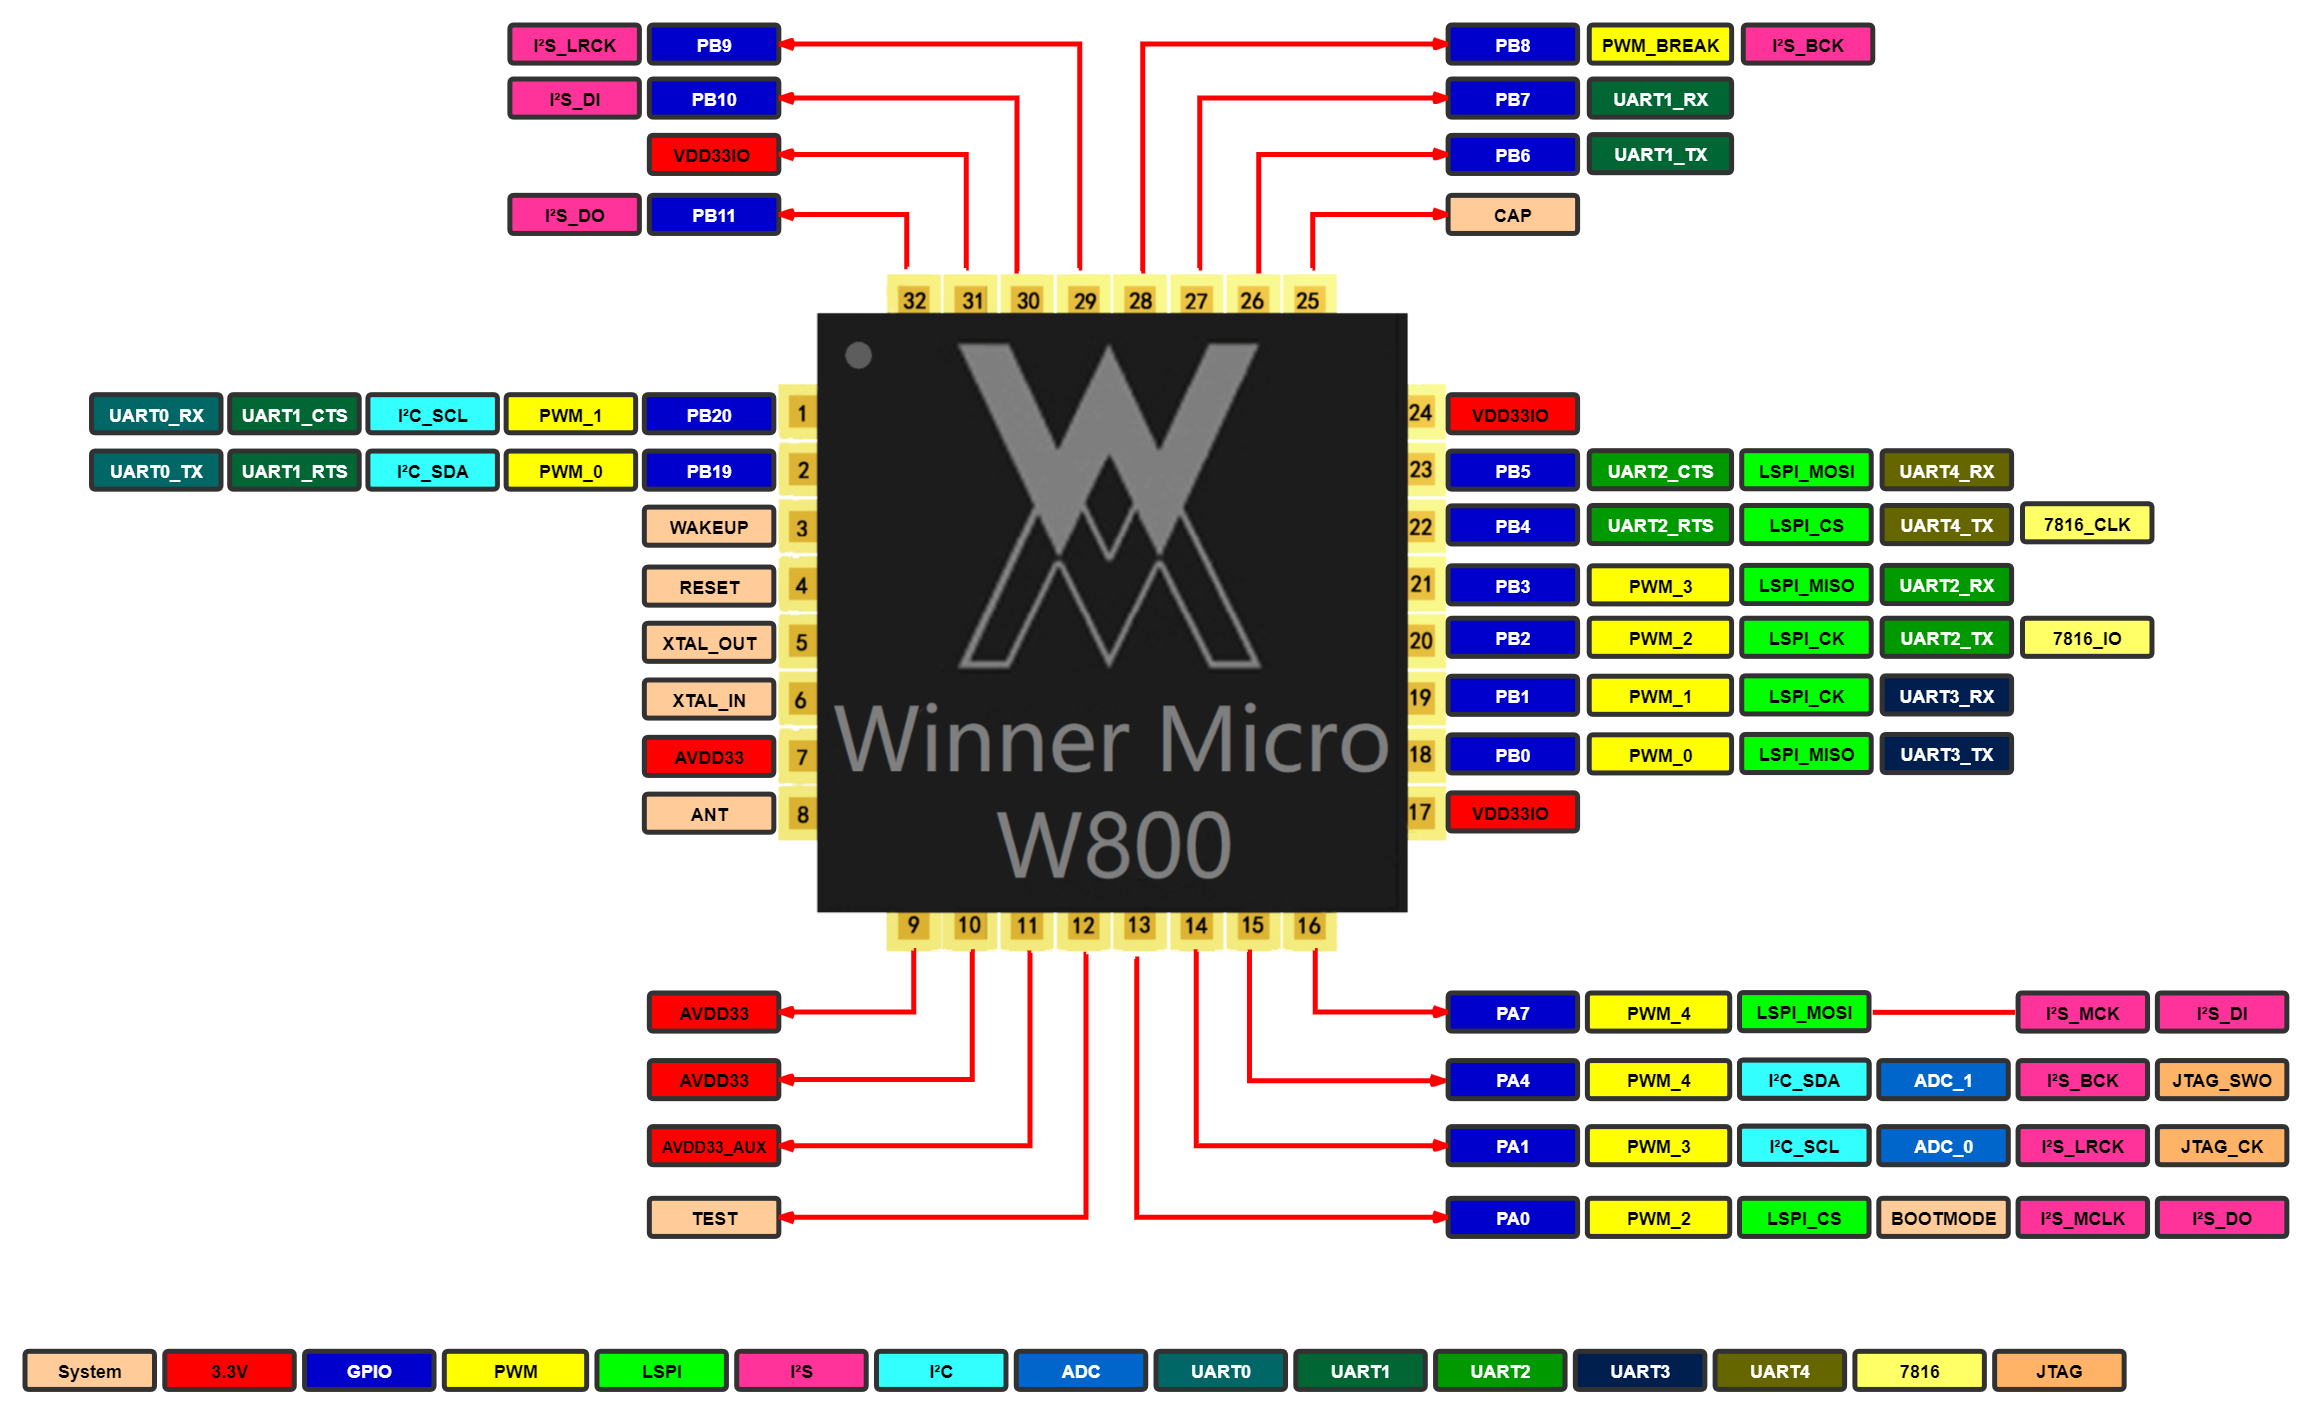 I²S_LRCK PB9 PB8 PWM_BREAK I²S_BCK
I²S_DI PB10 PB7 UART1_RX
VDD33IO PB6 UART1_TX
I²S_DO PB11 CAP
32 31 30 29 28 27 26 25
UART0_RX UART1_CTS I²C_SCL PWM_1 PB20 1 24 VDD33IO
UART0_TX UART1_RTS I²C_SDA PWM_0 PB19 2 23 PB5 UART2_CTS LSPI_MOSI UART4_RX
WAKEUP 3 22 PB4 UART2_RTS LSPI_CS UART4_TX 7816_CLK
RESET 4 21 PB3 PWM_3 LSPI_MISO UART2_RX
XTAL_OUT 5 20 PB2 PWM_2 LSPI_CK UART2_TX 7816_IO
XTAL_IN 6 19 PB1 PWM_1 LSPI_CK UART3_RX
AVDD33 7 Winner Micro 18 PB0 PWM_0 LSPI_MISO UART3_TX
ANT 8 17 VDD33IO
W800
9 10 11 12 13 14 15 16
AVDD33 PA7 PWM_4 LSPI_MOSI I²S_MCK I²S_DI
AVDD33 PA4 PWM_4 I²C_SDA ADC_1 I²S_BCK JTAG_SWO
AVDD33_AUX PA1 PWM_3 I²C_SCL ADC_0 I²S_LRCK JTAG_CK
TEST PA0 PWM_2 LSPI_CS BOOTMODE I²S_MCLK I²S_DO
System 3.3V GPIO PWM LSPI I²S I²C ADC UART0 UART1 UART2 UART3 UART4 7816 JTAG